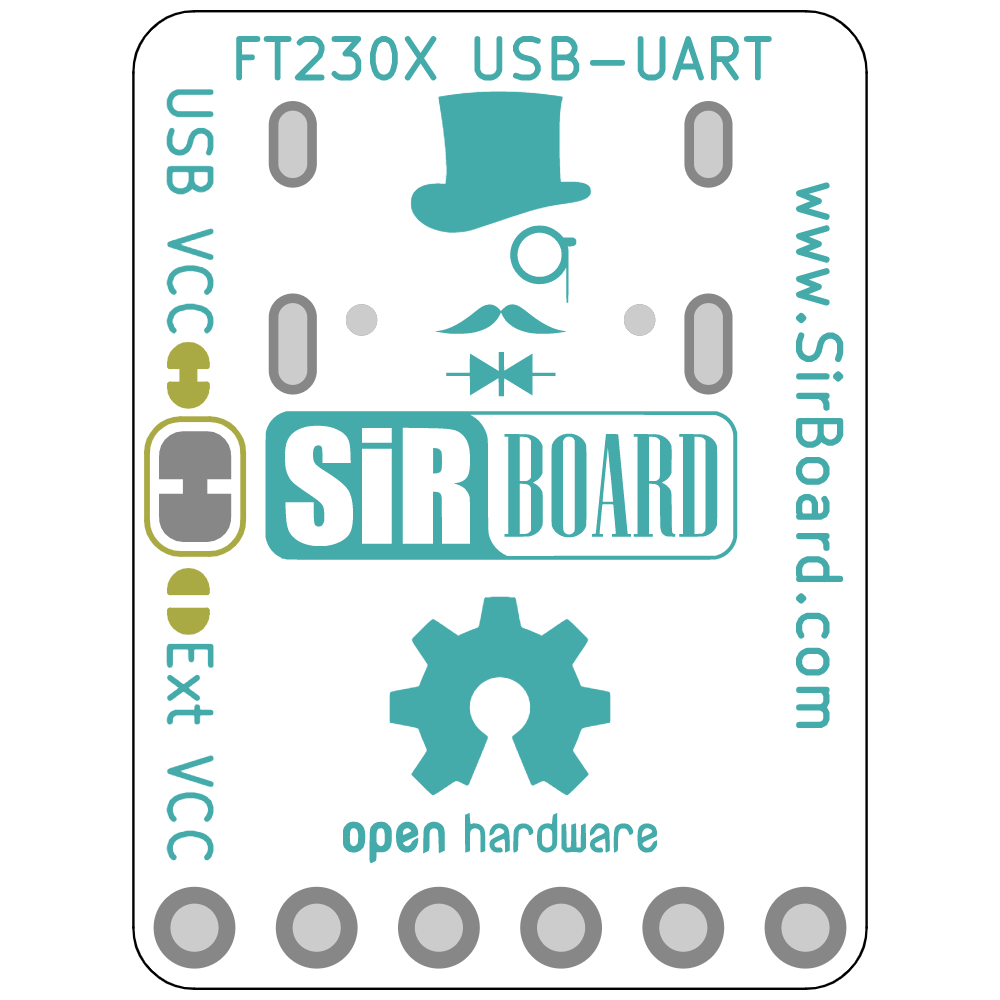 FT230X USB-UART
USB VCC
www.SirBoard.com
SiR BOARD
Ext VCC
open hardware